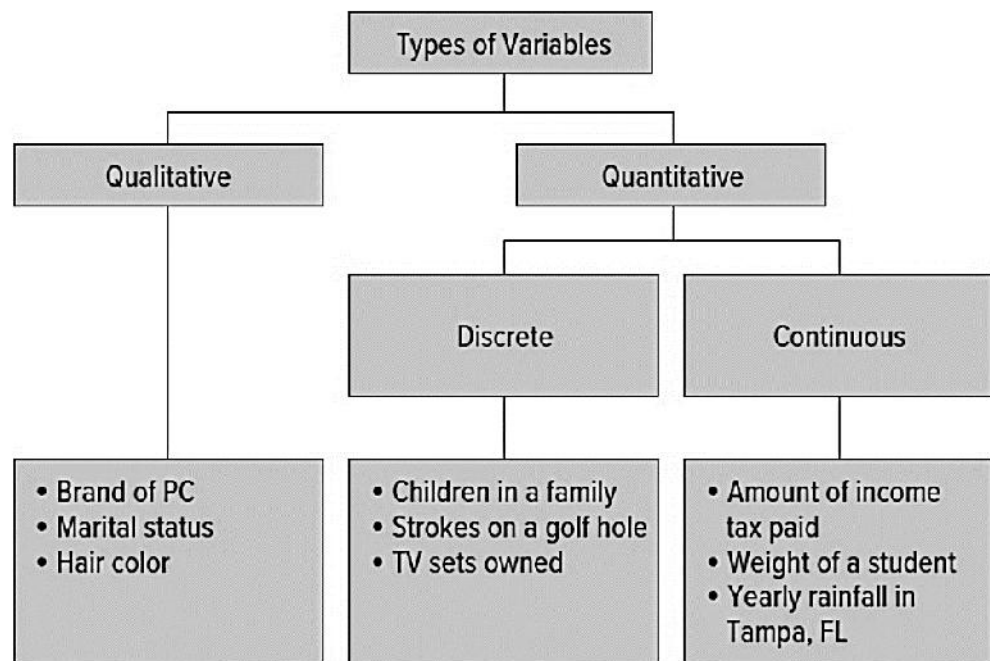 Types of Variables
Qualitative
Quantitative
Discrete
Continuous
• Brand of PC
• Marital status
• Hair color
• Children in a family
• Strokes on a golf hole
• TV sets owned
• Amount of income
tax paid
• Weight of a student
• Yearly rainfall in
Tampa, FL